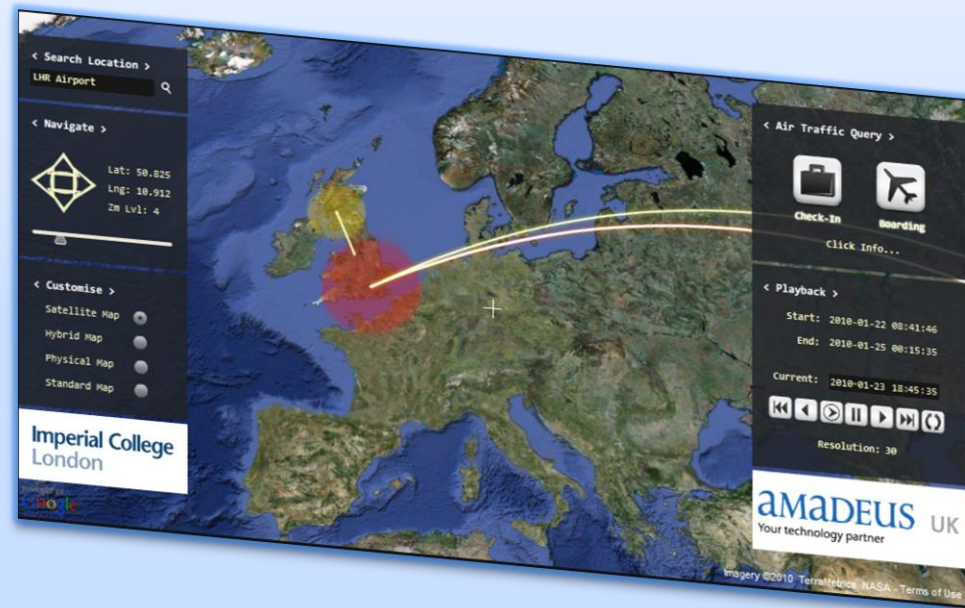 < Search Location >
LHR Airport
< Navigate >
Lat: 50.825
Lng: 10.912
Zm Lvl: 4
< Customise >
Satellite Map
Hybrid Map
Physical Map
Standard Map
Imperial College
London
Google
< Air Traffic Query >
Check-In
Boarding
Click Info...
< Playback >
Start: 2010-01-22 08:41:46
End: 2010-01-25 00:15:35
Current: 2010-01-23 18:45:35
Resolution: 30
amadeus UK
Your technology partner
Imagery ©2010 TerraMetrics, NASA - Terms of Use